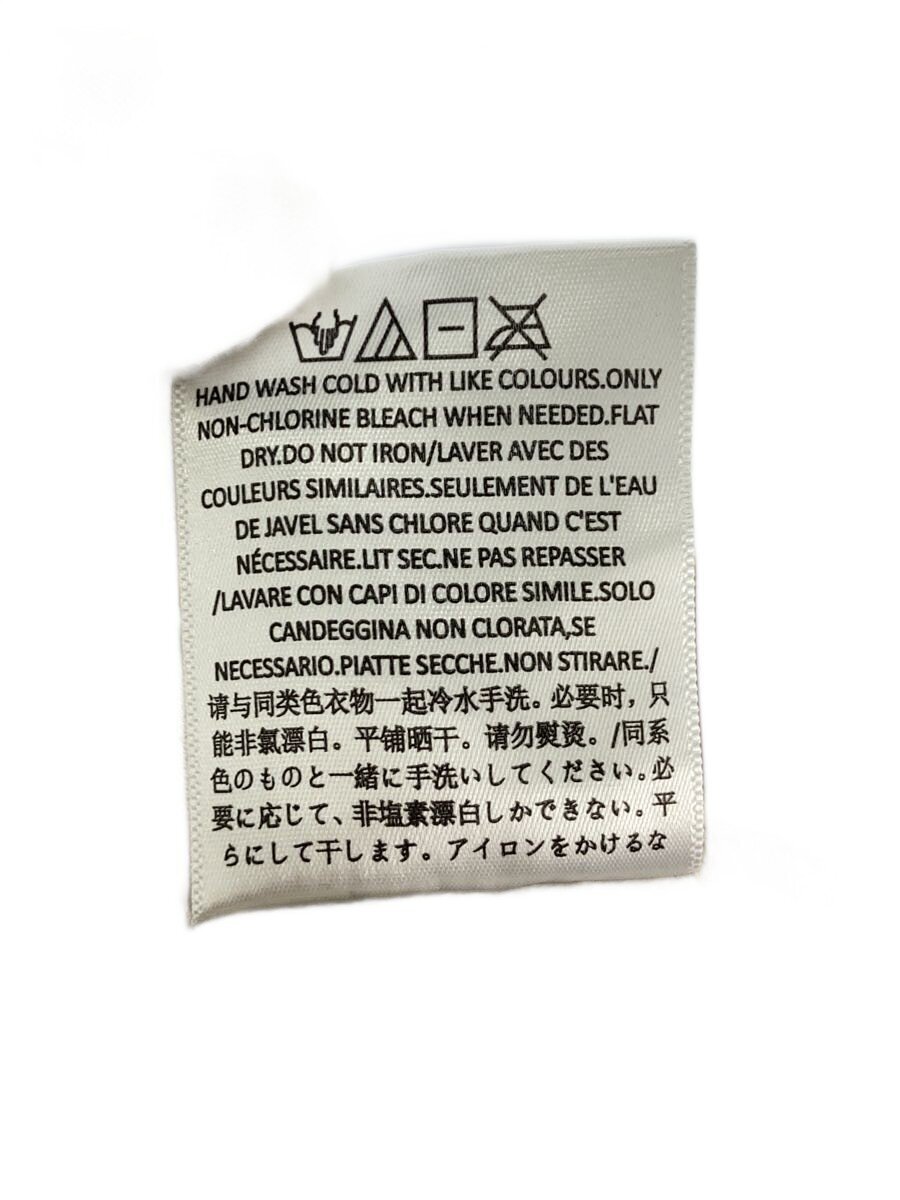 HAND WASH COLD WITH LIKE COLOURS.ONLY
NON-CHLORINE BLEACH WHEN NEEDED.FLAT
DRY.DO NOT IRON/LAVER AVEC DES
COULEURS SIMILAIRES.SEULEMENT DE L'EAU
DE JAVEL SANS CHLORE QUAND C'EST
NÉCESSAIRE.LIT SEC.NE PAS REPASSER
/LAVARE CON CAPI DI COLORE SIMILE.SOLO
CANDEGGINA NON CLORATA,SE
NECESSARIO.PIATTE SECCHE.NON STIRARE./
请与同类色衣物一起冷水手洗。必要时，只
能非氯漂白。平铺晒干。请勿熨烫。/同系
色のものと一緒に手洗いしてください。必
要に応じて、非塩素漂白しかできない。平
らにして干します。アイロンをかけるな